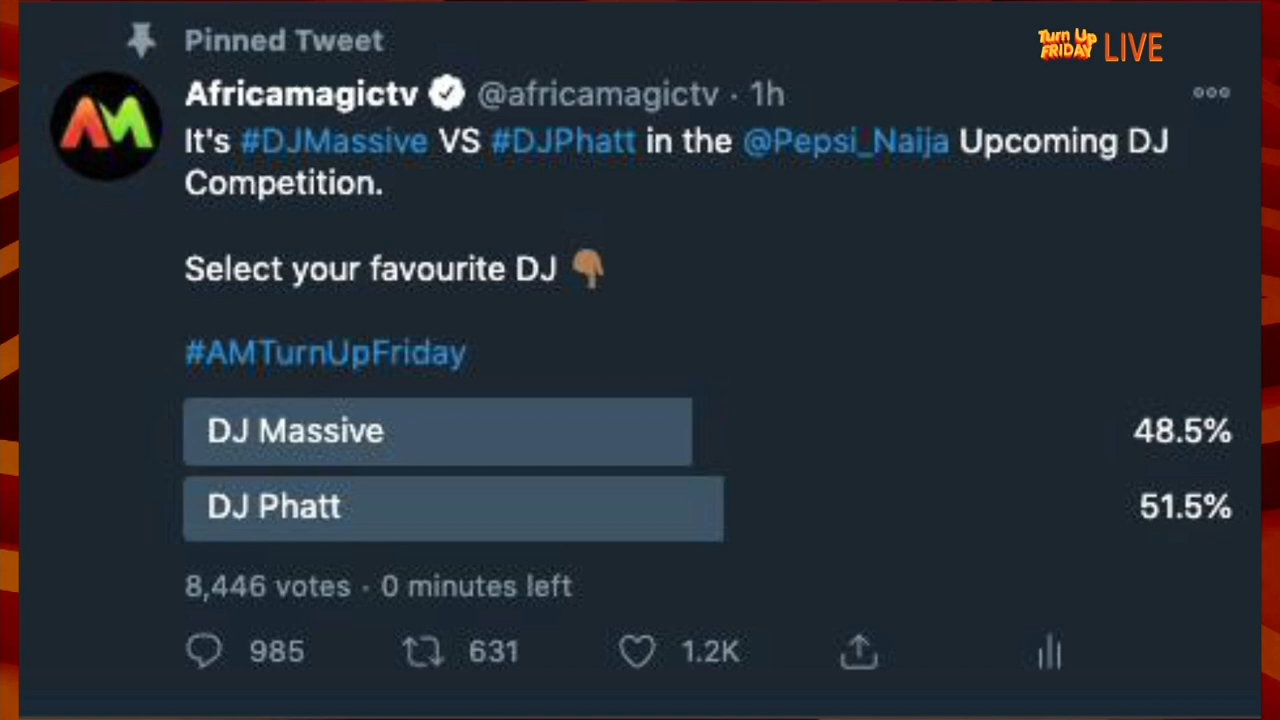 Pinned Tweet
Turn Up
FRIDAY LIVE
Africamagictv @africamagictv · 1h
It's #DJMassive VS #DJPhatt in the @Pepsi_Naija Upcoming DJ
Competition.
Select your favourite DJ 👇🏾
#AMTurnUpFriday
DJ Massive 48.5%
DJ Phatt 51.5%
8,446 votes · 0 minutes left
985 631 1.2K